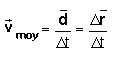 v⃗ moy = d⃗/Δt = Δr⃗/Δt